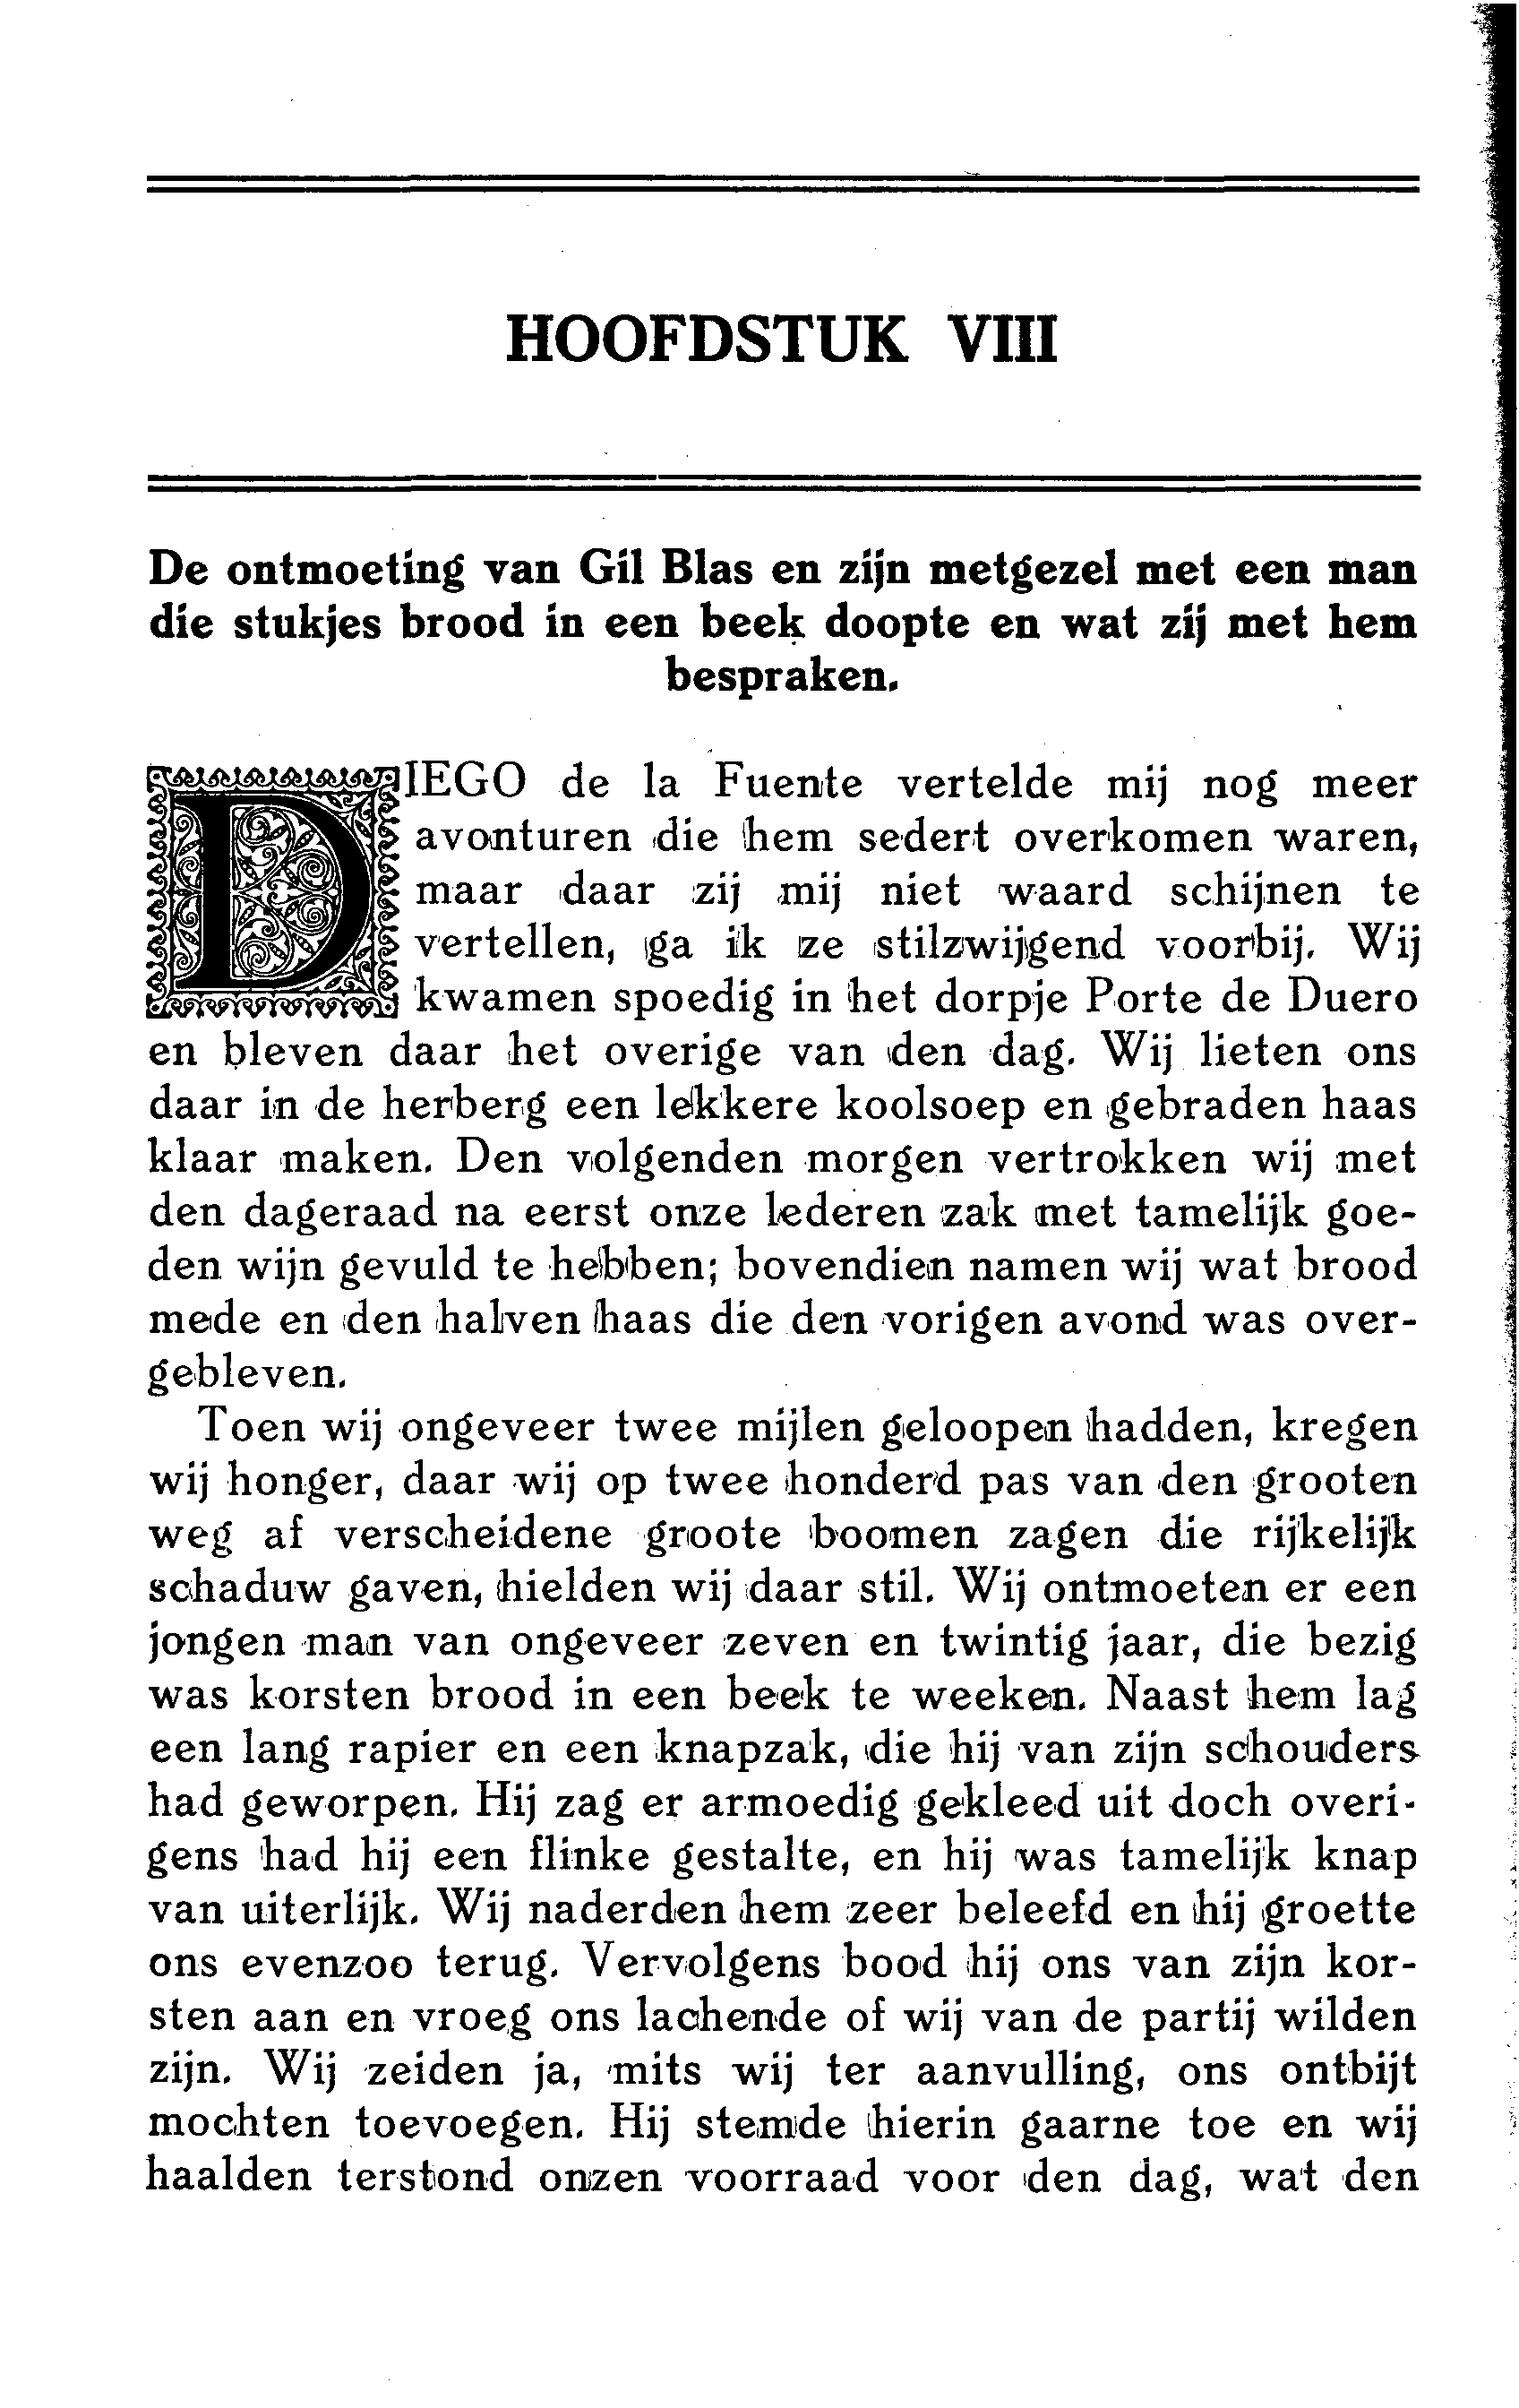 HOOFDSTUK VIII
De ontmoeting van Gil Blas en zijn metgezel met een man
die stukjes brood in een beek doopte en wat zij met hem
bespraken.
DIEGO de la Fuente vertelde mij nog meer
avonturen die hem sedert overkomen waren,
maar daar zij mij niet waard schijnen te
vertellen, ga ik ze stilzwijgend voorbij. Wij
kwamen spoedig in het dorpje Porte de Duero
en bleven daar het overige van den dag. Wij lieten ons
daar in de herberg een lekkere koolsoep en gebraden haas
klaar maken. Den volgenden morgen vertrokken wij met
den dageraad na eerst onze lederen zak met tamelijk goe-
den wijn gevuld te hebben; bovendien namen wij wat brood
mede en den halven haas die den vorigen avond was over-
gebleven.
Toen wij ongeveer twee mijlen geloopen hadden, kregen
wij honger, daar wij op twee honderd pas van den grooten
weg af verscheidene groote boomen zagen die rijkelijk
schaduw gaven, hielden wij daar stil. Wij ontmoeten er een
jongen man van ongeveer zeven en twintig jaar, die bezig
was korsten brood in een beek te weeken. Naast hem lag
een lang rapier en een knapzak, die hij van zijn schouders
had geworpen. Hij zag er armoedig gekleed uit doch overi-
gens had hij een flinke gestalte, en hij was tamelijk knap
van uiterlijk. Wij naderden hem zeer beleefd en hij groette
ons evenzoo terug. Vervolgens bood hij ons van zijn kor-
sten aan en vroeg ons lachende of wij van de partij wilden
zijn. Wij zeiden ja, mits wij ter aanvulling, ons ontbijt
mochten toevoegen. Hij stemde hierin gaarne toe en wij
haalden terstond onzen voorraad voor den dag, wat den